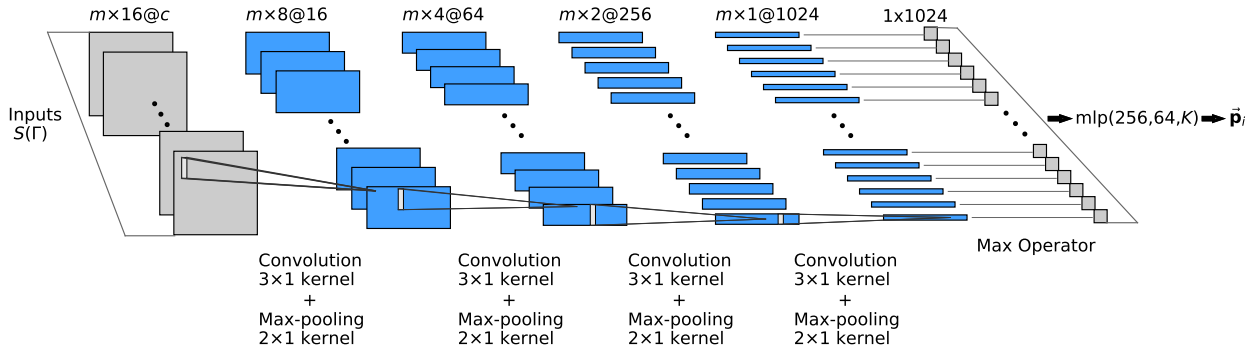 m×16@c
m×8@16
m×4@64
m×2@256
m×1@1024
1x1024
Inputs
S(Γ)
mlp(256,64,K)
p⃗ᵢ
Max Operator
Convolution
3×1 kernel
+
Max-pooling
2×1 kernel
Convolution
3×1 kernel
+
Max-pooling
2×1 kernel
Convolution
3×1 kernel
+
Max-pooling
2×1 kernel
Convolution
3×1 kernel
+
Max-pooling
2×1 kernel